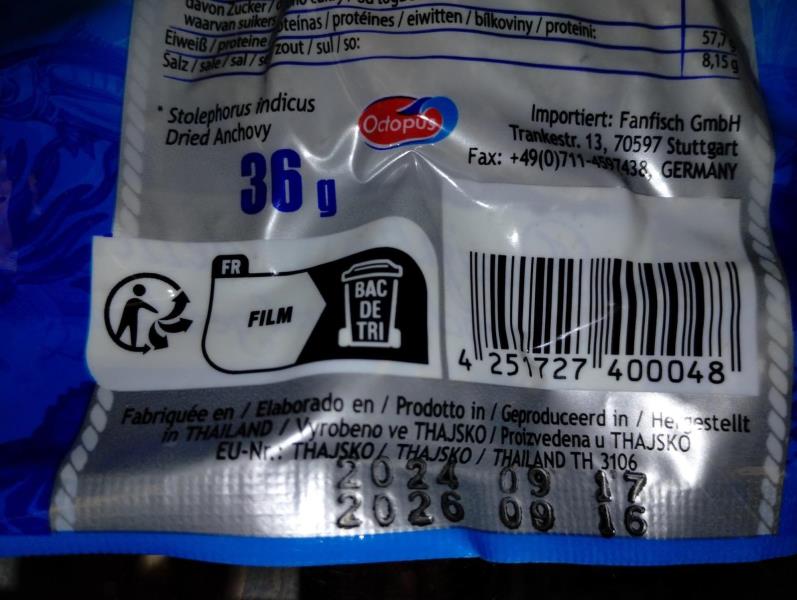 davon Zucker /
waarvan suikers
Eiweiß / proteine / proteínas / protéines / eiwitten / bílkoviny / proteini: 57,7
Salz / sale / sal / zout / sul / so: 8,15 g
* Stolephorus indicus
Dried Anchovy
36 g
Octopus
Importiert: Fanfisch GmbH
Trankestr. 13, 70597 Stuttgart
Fax: +49(0)711-4597438, GERMANY
FR
FILM
BAC
DE
TRI
4 251727 400048
Fabriquée en / Elaborado en / Prodotto in / Geproduceerd in / Hergestellt
in THAILAND / Vyrobeno ve THAJSKO / Proizvedena u THAJSKO
EU-Nr.: THAJSKO / THAJSKO / THAILAND TH 3106
2024 09 17
2026 09 16